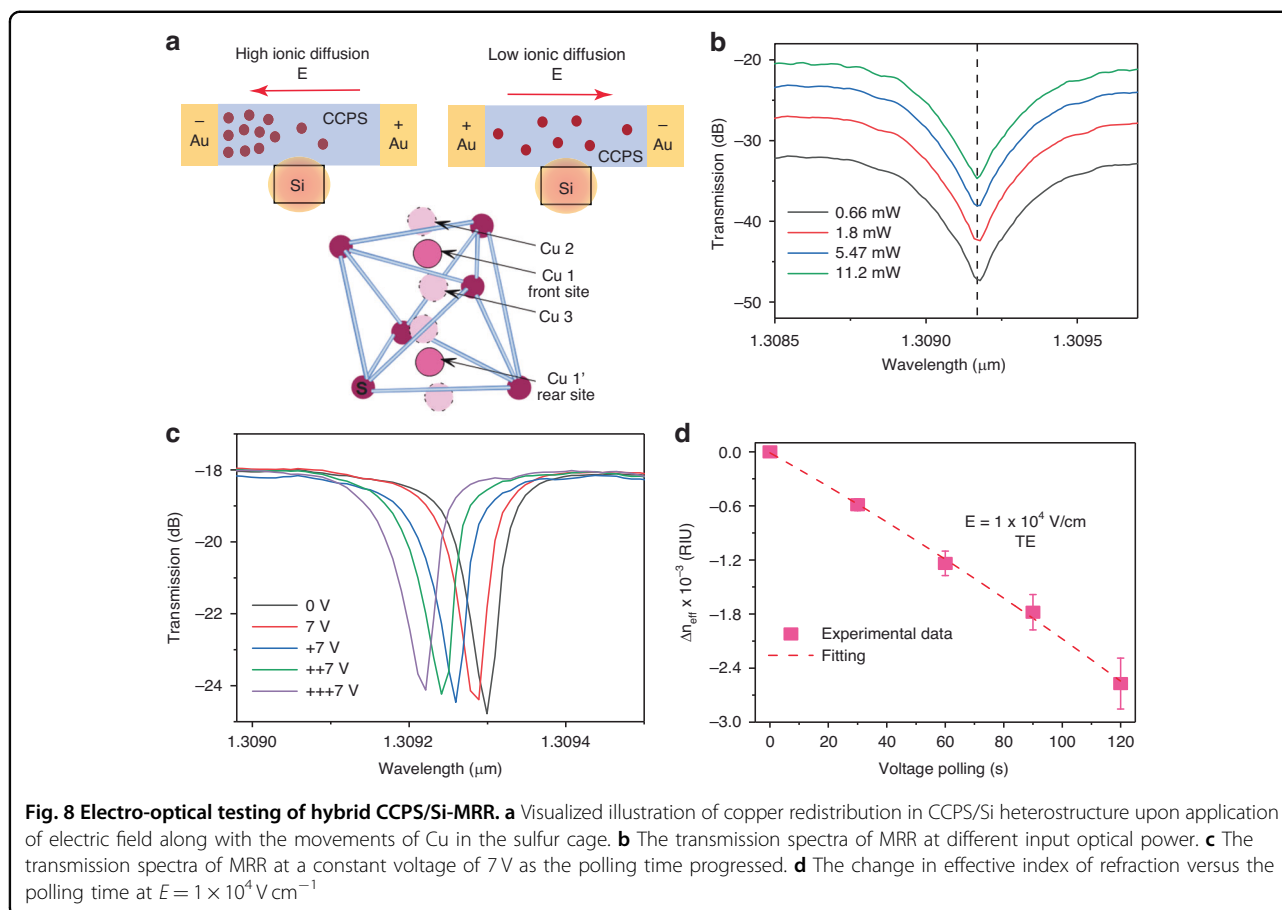 a
High ionic diffusion
E
Low ionic diffusion
E
–
Au
CCPS
+
Au
+
Au
CCPS
–
Au
Si
Si
Cu 2
Cu 1
front site
Cu 3
Cu 1'
rear site
S
b
Transmission (dB)
–20
–30
–40
–50
0.66 mW
1.8 mW
5.47 mW
11.2 mW
1.3085
1.3090
1.3095
Wavelength (μm)
c
Transmission (dB)
–18
–20
–22
–24
0 V
7 V
+7 V
++7 V
+++7 V
1.3090
1.3092
1.3094
Wavelength (μm)
d
Δn_eff x 10⁻³ (RIU)
0.0
–0.6
–1.2
–1.8
–2.4
–3.0
E = 1 x 10⁴ V/cm
TE
Experimental data
Fitting
0
20
40
60
80
100
120
Voltage polling (s)
Fig. 8 Electro-optical testing of hybrid CCPS/Si-MRR. a Visualized illustration of copper redistribution in CCPS/Si heterostructure upon application
of electric field along with the movements of Cu in the sulfur cage. b The transmission spectra of MRR at different input optical power. c The
transmission spectra of MRR at a constant voltage of 7 V as the polling time progressed. d The change in effective index of refraction versus the
polling time at E = 1 × 10⁴ V cm⁻¹